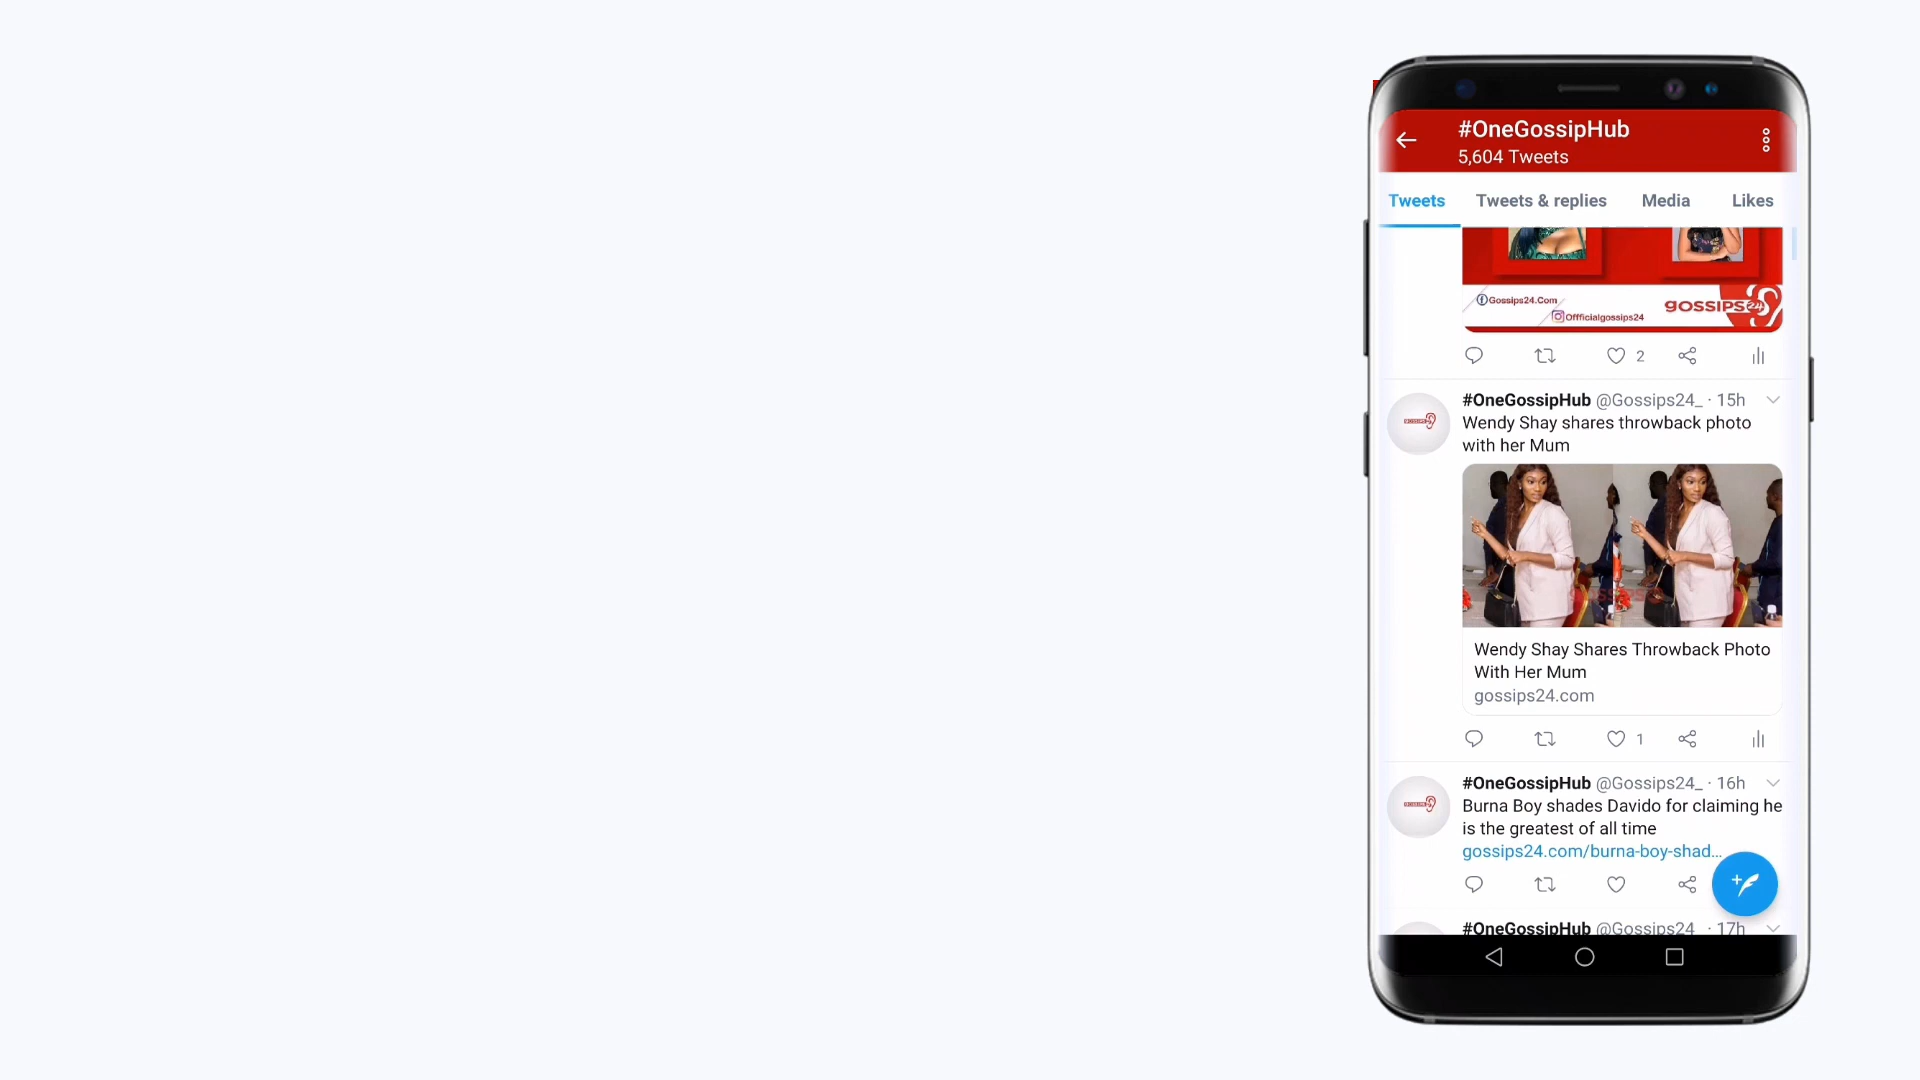 #OneGossipHub
5,604 Tweets
Tweets Tweets & replies Media Likes
Gossips24.Com
gossips24
Offficialgossips24
2
#OneGossipHub @Gossips24_ · 15h
Wendy Shay shares throwback photo
with her Mum
Wendy Shay Shares Throwback Photo
With Her Mum
gossips24.com
1
#OneGossipHub @Gossips24_ · 16h
Burna Boy shades Davido for claiming he
is the greatest of all time
gossips24.com/burna-boy-shad...
#OneGossipHub @Gossips24_ · 17h